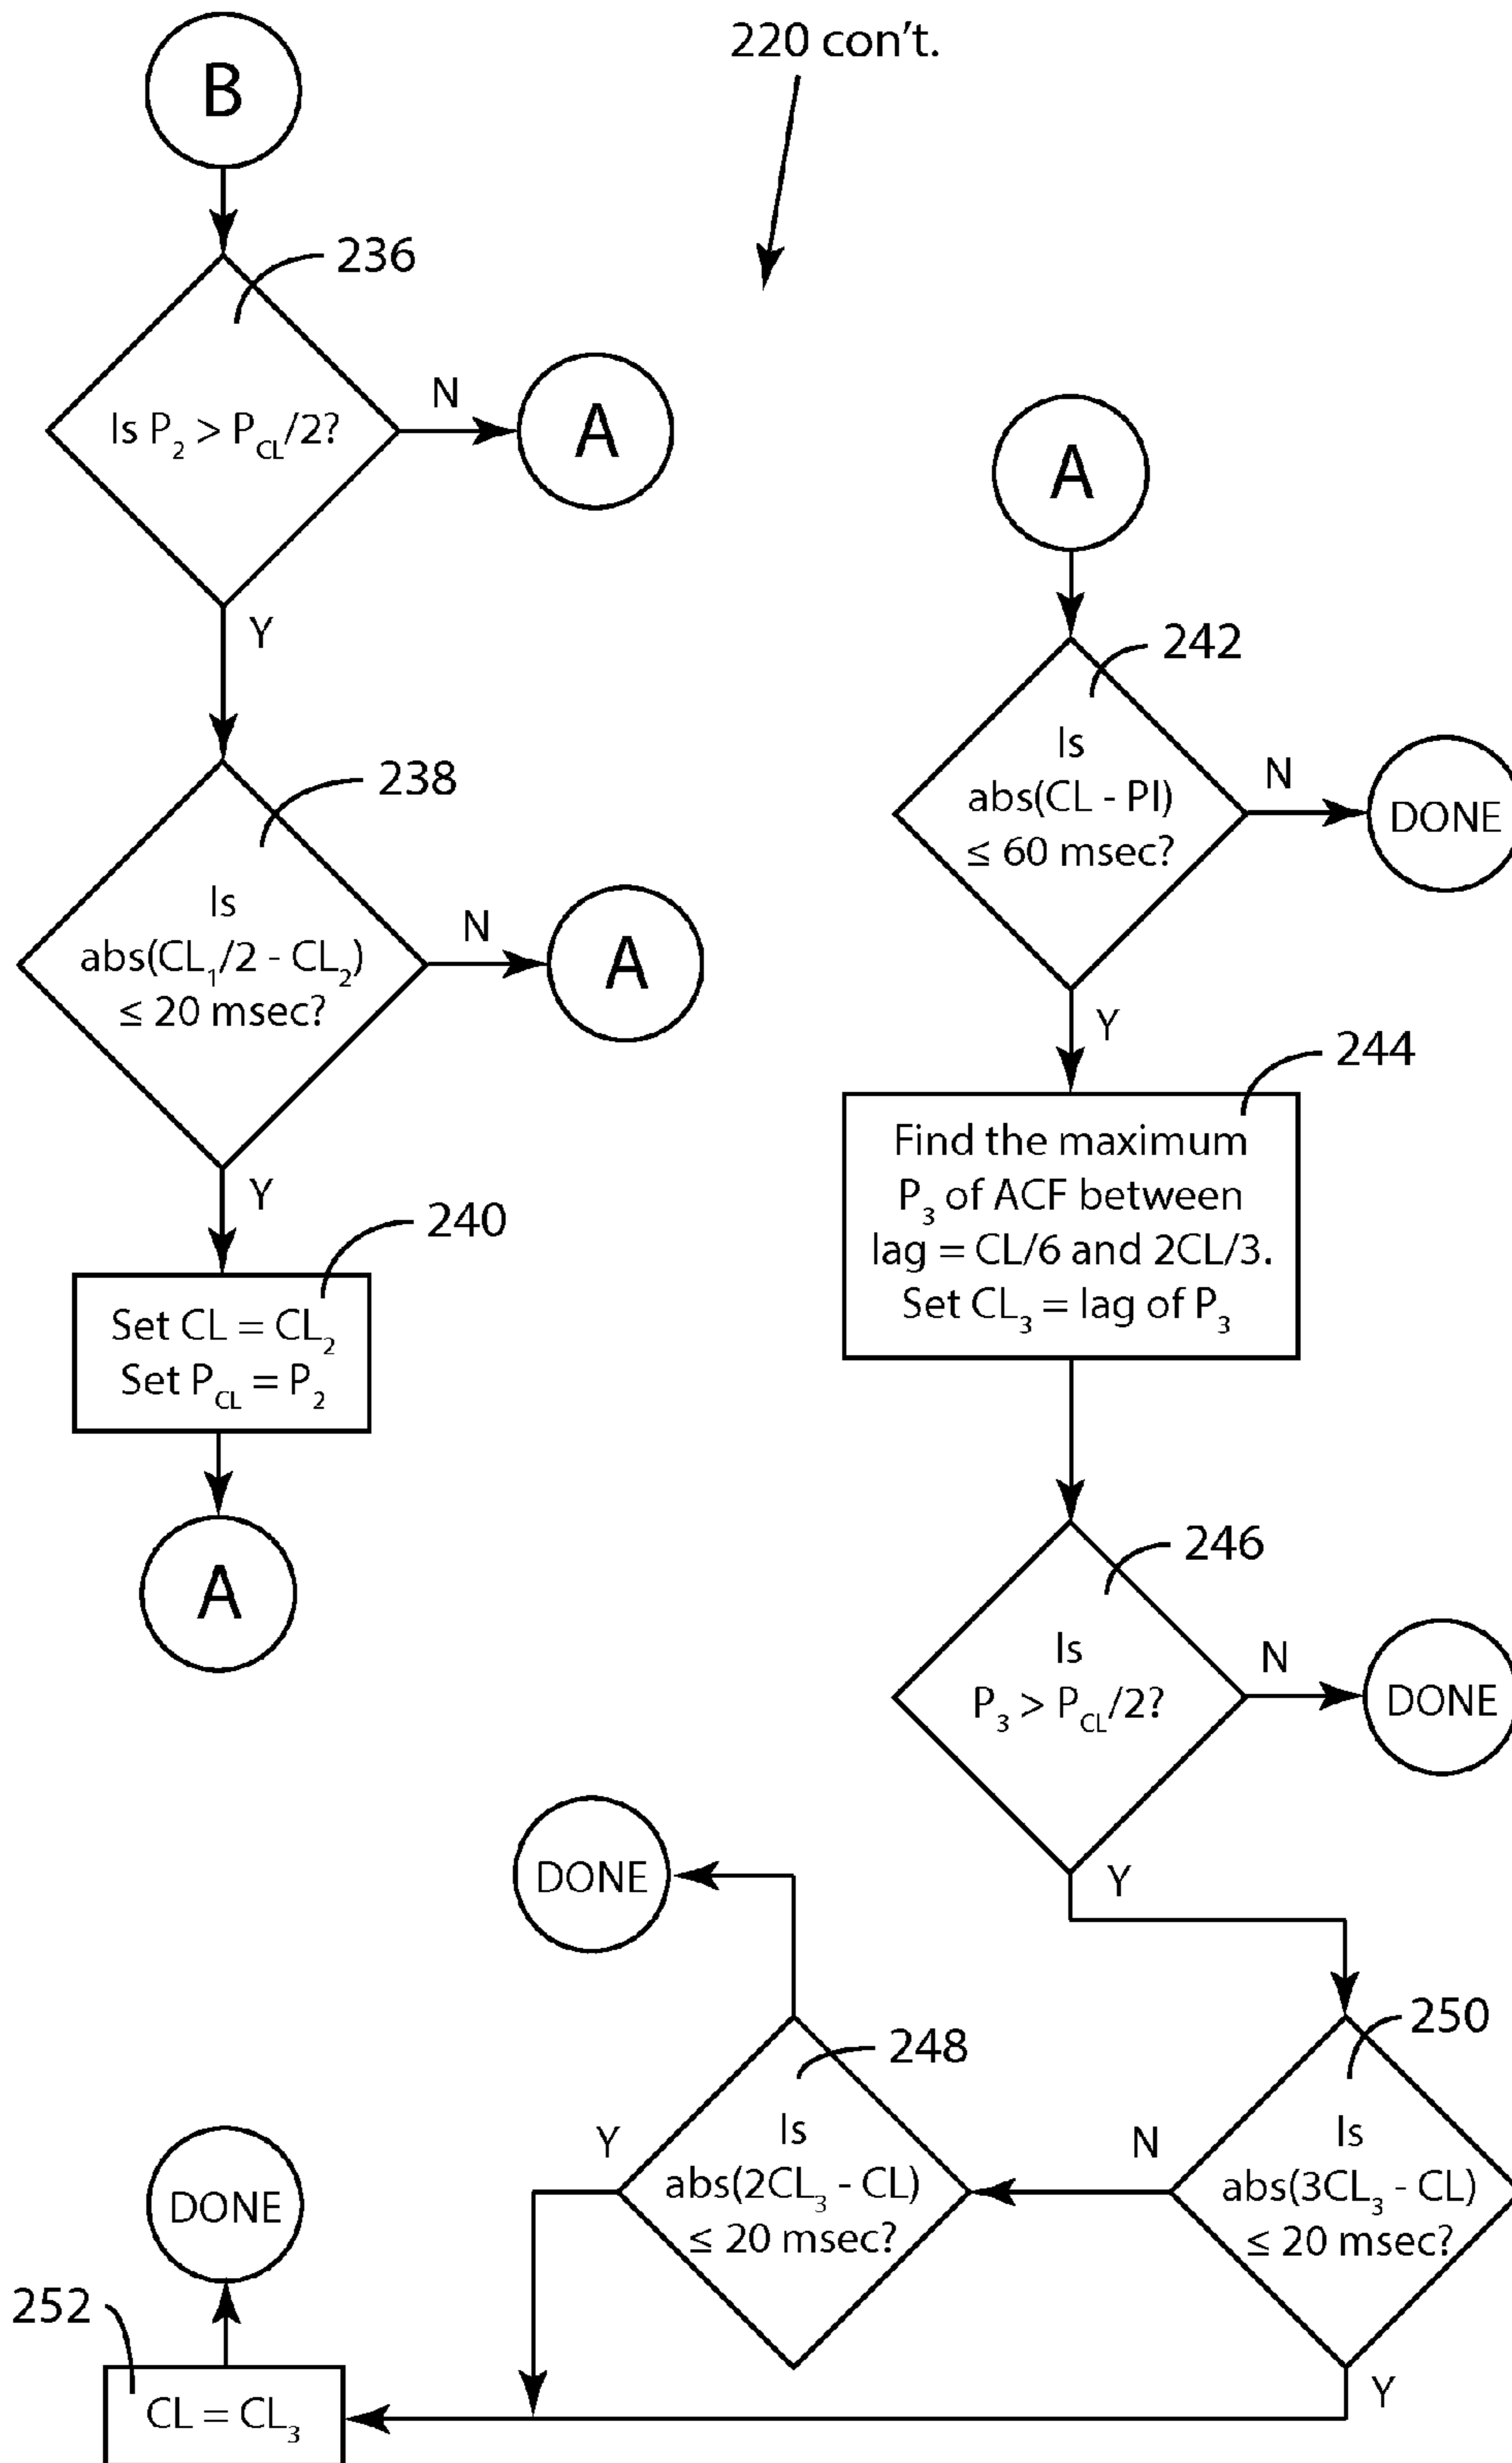 220 con't.
B
236
Is P₂ > P_CL/2?
N
A
Y
238
Is
abs(CL₁/2 - CL₂)
≤ 20 msec?
N
A
Y
240
Set CL = CL₂
Set P_CL = P₂
A
A
242
Is
abs(CL - PI)
≤ 60 msec?
N
DONE
Y
244
Find the maximum
P₃ of ACF between
lag = CL/6 and 2CL/3.
Set CL₃ = lag of P₃
246
Is
P₃ > P_CL/2?
N
DONE
Y
250
Is
abs(3CL₃ - CL)
≤ 20 msec?
N
Y
248
Is
abs(2CL₃ - CL)
≤ 20 msec?
Y
DONE
DONE
252
CL = CL₃